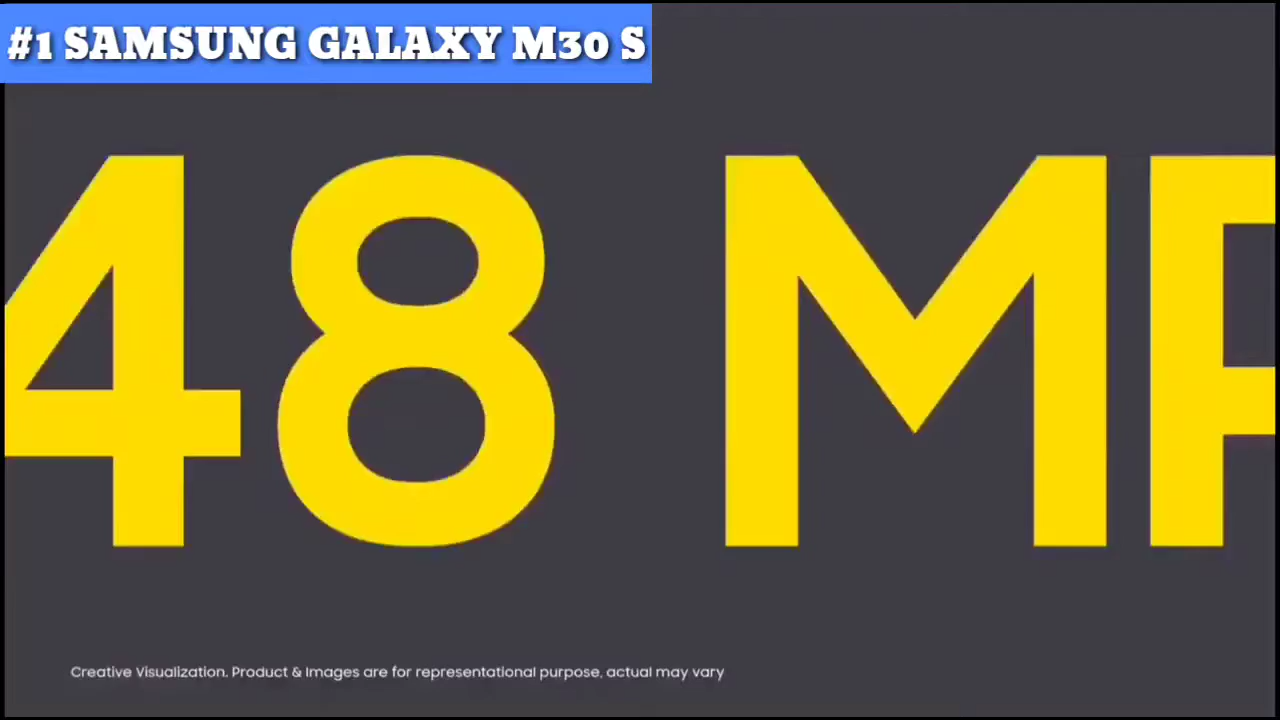 #1 SAMSUNG GALAXY M30 S
48 MP
Creative Visualization. Product & Images are for representational purpose, actual may vary